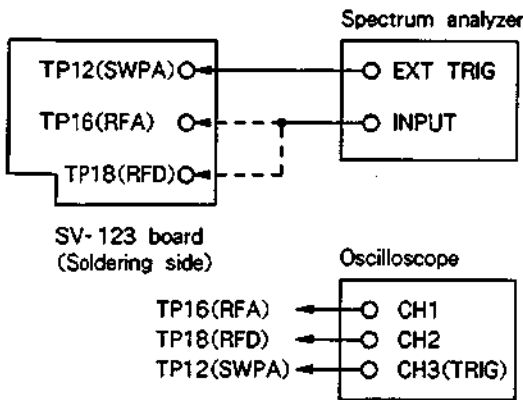 Spectrum analyzer
TP12(SWPA)
EXT TRIG
TP16(RFA)
INPUT
TP18(RFD)
SV-123 board
(Soldering side)
Oscilloscope
TP16(RFA)
CH1
TP18(RFD)
CH2
TP12(SWPA)
CH3(TRIG)